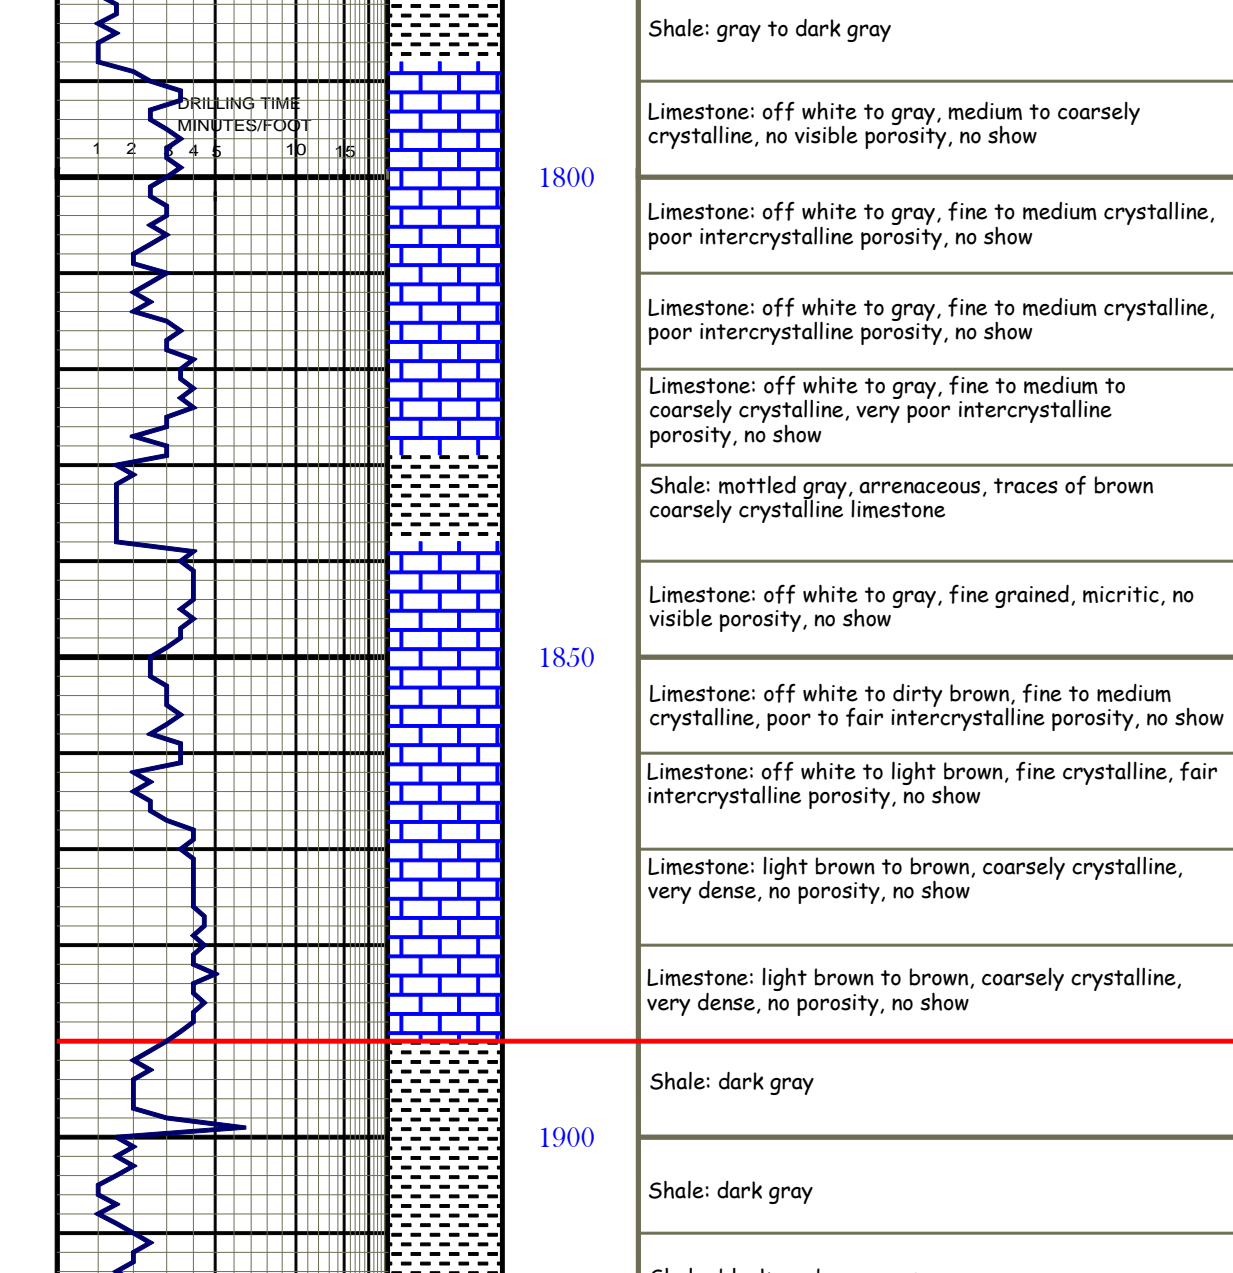 Shale: gray to dark gray
DRILLING TIME
MINUTES/FOOT
1 2 3 4 5 10 15
Limestone: off white to gray, medium to coarsely
crystalline, no visible porosity, no show
1800
Limestone: off white to gray, fine to medium crystalline,
poor intercrystalline porosity, no show
Limestone: off white to gray, fine to medium crystalline,
poor intercrystalline porosity, no show
Limestone: off white to gray, fine to medium to
coarsely crystalline, very poor intercrystalline
porosity, no show
Shale: mottled gray, arrenaceous, traces of brown
coarsely crystalline limestone
Limestone: off white to gray, fine grained, micritic, no
visible porosity, no show
1850
Limestone: off white to dirty brown, fine to medium
crystalline, poor to fair intercrystalline porosity, no show
Limestone: off white to light brown, fine crystalline, fair
intercrystalline porosity, no show
Limestone: light brown to brown, coarsely crystalline,
very dense, no porosity, no show
Limestone: light brown to brown, coarsely crystalline,
very dense, no porosity, no show
Shale: dark gray
1900
Shale: dark gray